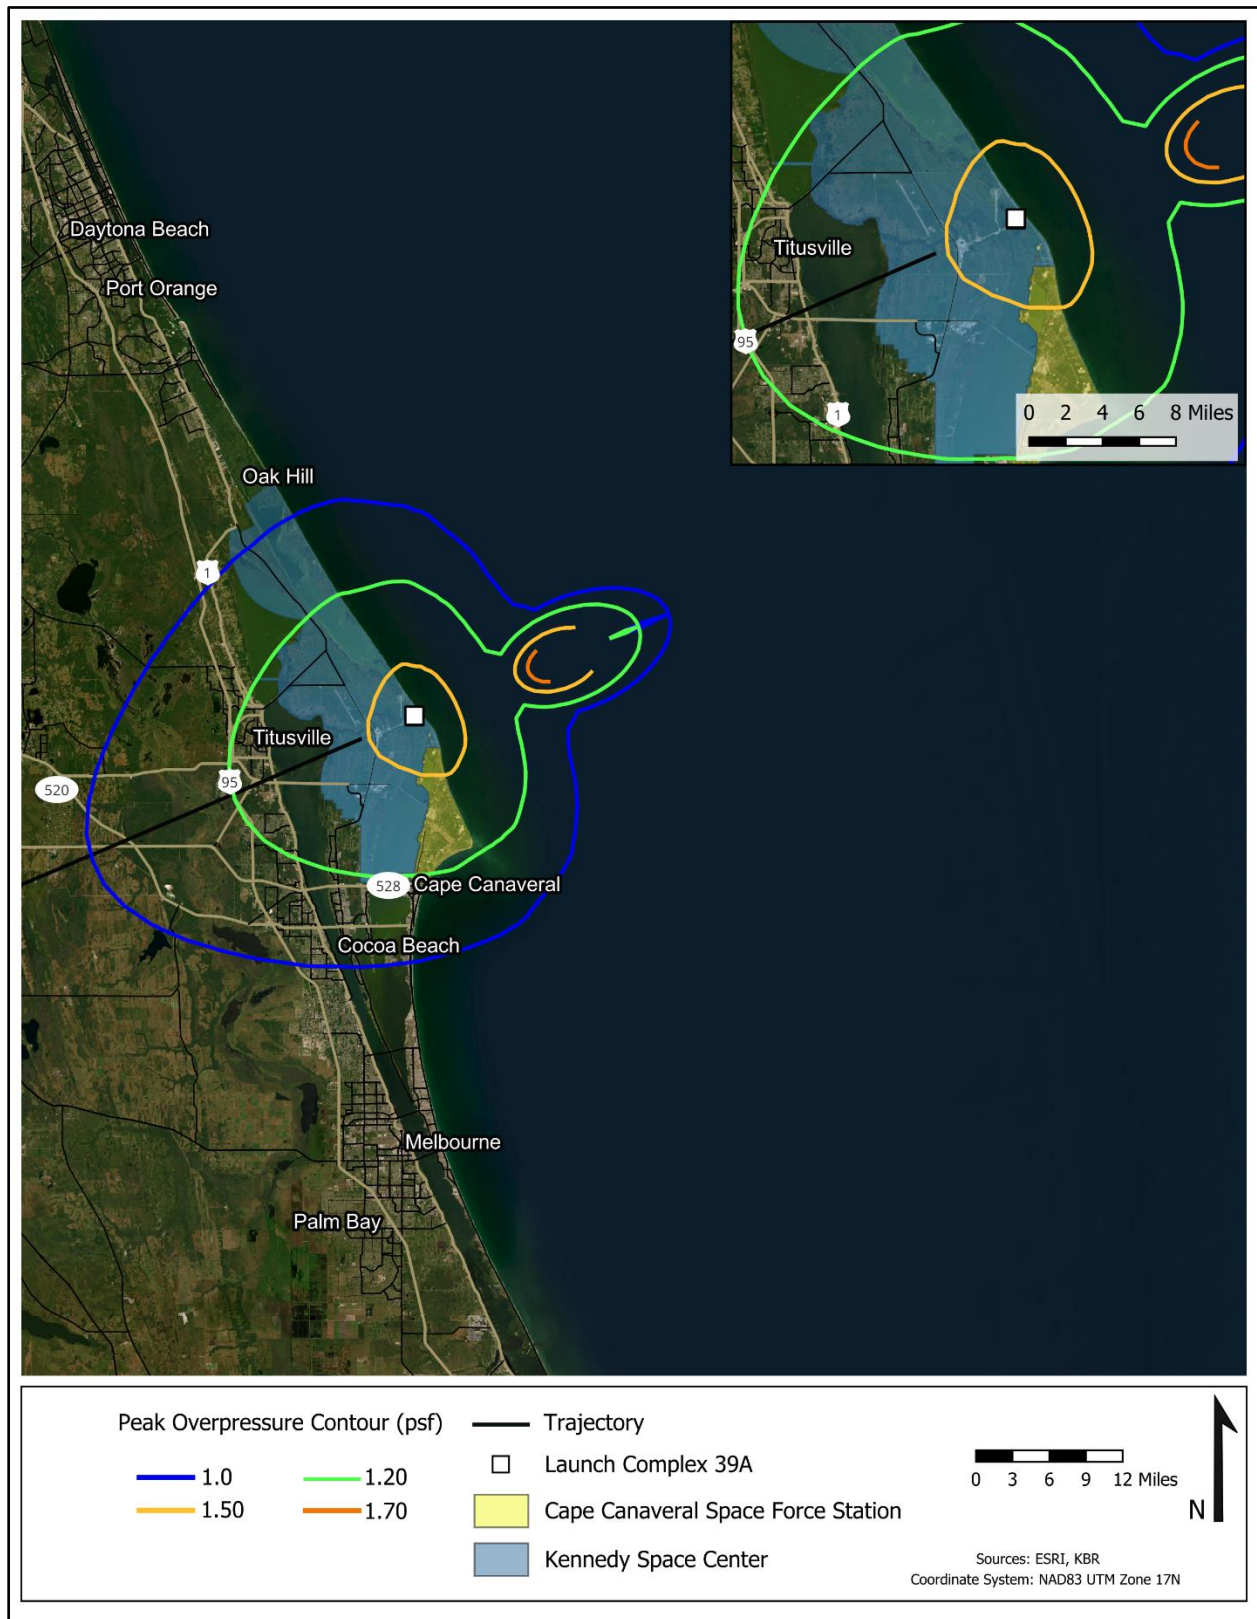 Titusville
95
1
0 2 4 6 8 Miles
Daytona Beach
Port Orange
Oak Hill
1
Titusville
95
520
528
Cape Canaveral
Cocoa Beach
Melbourne
Palm Bay
Peak Overpressure Contour (psf)
1.0
1.20
1.50
1.70
Trajectory
Launch Complex 39A
Cape Canaveral Space Force Station
Kennedy Space Center
0 3 6 9 12 Miles
N
Sources: ESRI, KBR
Coordinate System: NAD83 UTM Zone 17N